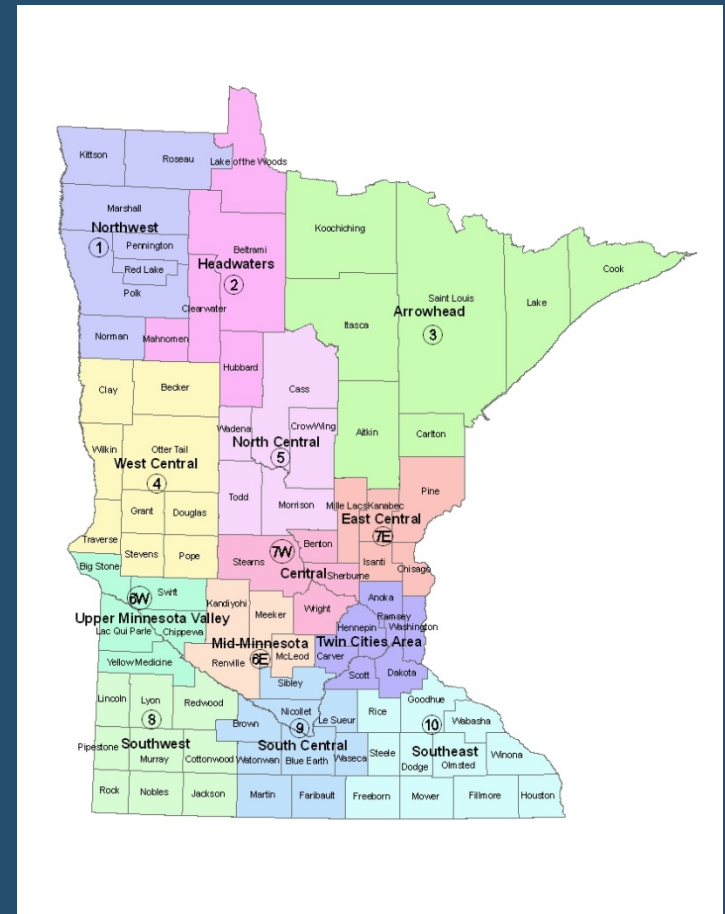 Kittson
Roseau
Lake of the Woods
Marshall
Northwest
1
Pennington
Red Lake
Polk
Norman
Mahnomen
Beltrami
Headwaters
2
Clearwater
Hubbard
Koochiching
Itasca
Saint Louis
Arrowhead
3
Lake
Cook
Aitkin
Carlton
Clay
Becker
Wilkin
Otter Tail
West Central
4
Grant
Douglas
Traverse
Stevens
Pope
Cass
Wadena
CrowWing
North Central
5
Todd
Morrison
Mille Lacs
Kanabec
Pine
East Central
7E
Isanti
Chisago
Benton
7W
Stearns
Central
Sherburne
Wright
Big Stone
6W
Swift
Upper Minnesota Valley
Lac Qui Parle
Chippewa
Yellow Medicine
Kandiyohi
Meeker
Mid-Minnesota
6E
McLeod
Renville
Anoka
Ramsey
Hennepin
Washington
Twin Cities Area
Carver
Scott
Dakota
Lincoln
Lyon
Redwood
8
Southwest
Pipestone
Murray
Cottonwood
Rock
Nobles
Jackson
Sibley
Nicollet
Brown
9
Le Sueur
South Central
Watonwan
Blue Earth
Waseca
Martin
Faribault
Rice
Goodhue
10
Wabasha
Southeast
Steele
Dodge
Olmsted
Winona
Freeborn
Mower
Fillmore
Houston